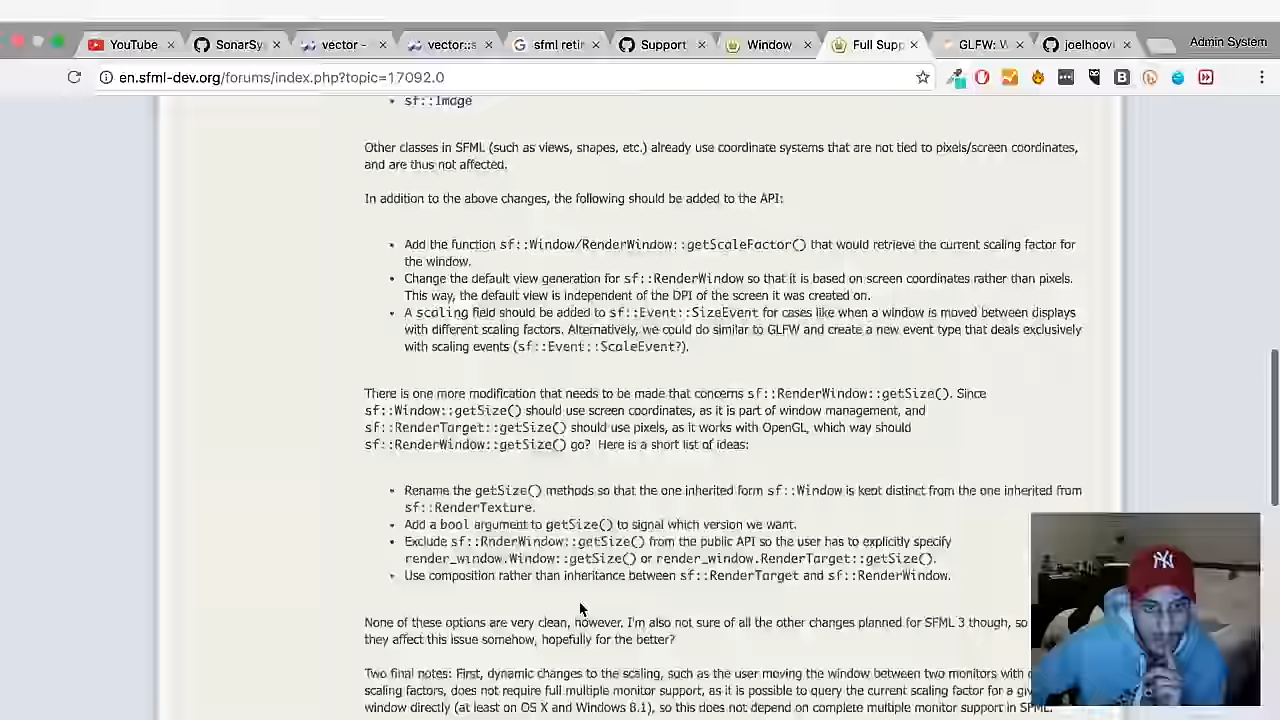 YouTube
SonarSy
vector -
vector::s
sfml retin
Support
Window
Full Supp
GLFW: W
joelhoov
Admin System
en.sfml-dev.org/forums/index.php?topic=17092.0
• sf::Image
Other classes in SFML (such as views, shapes, etc.) already use coordinate systems that are not tied to pixels/screen coordinates,
and are thus not affected.
In addition to the above changes, the following should be added to the API:
• Add the function sf::Window/RenderWindow::getScaleFactor() that would retrieve the current scaling factor for
the window.
• Change the default view generation for sf::RenderWindow so that it is based on screen coordinates rather than pixels.
This way, the default view is independent of the DPI of the screen it was created on.
• A scaling field should be added to sf::Event::SizeEvent for cases like when a window is moved between displays
with different scaling factors. Alternatively, we could do similar to GLFW and create a new event type that deals exclusively
with scaling events (sf::Event::ScaleEvent?).
There is one more modification that needs to be made that concerns sf::RenderWindow::getSize(). Since
sf::Window::getSize() should use screen coordinates, as it is part of window management, and
sf::RenderTarget::getSize() should use pixels, as it works with OpenGL, which way should
sf::RenderWindow::getSize() go? Here is a short list of ideas:
• Rename the getSize() methods so that the one inherited form sf::Window is kept distinct from the one inherited from
sf::RenderTexture.
• Add a bool argument to getSize() to signal which version we want.
• Exclude sf::RnderWindow::getSize() from the public API so the user has to explicitly specify
render_window.Window::getSize() or render_window.RenderTarget::getSize().
• Use composition rather than inheritance between sf::RenderTarget and sf::RenderWindow.
None of these options are very clean, however. I'm also not sure of all the other changes planned for SFML 3 though, so
they affect this issue somehow, hopefully for the better?
Two final notes: First, dynamic changes to the scaling, such as the user moving the window between two monitors with
scaling factors, does not require full multiple monitor support, as it is possible to query the current scaling factor for a
window directly (at least on OS X and Windows 8.1), so this does not depend on complete multiple monitor support in SFML.
NY